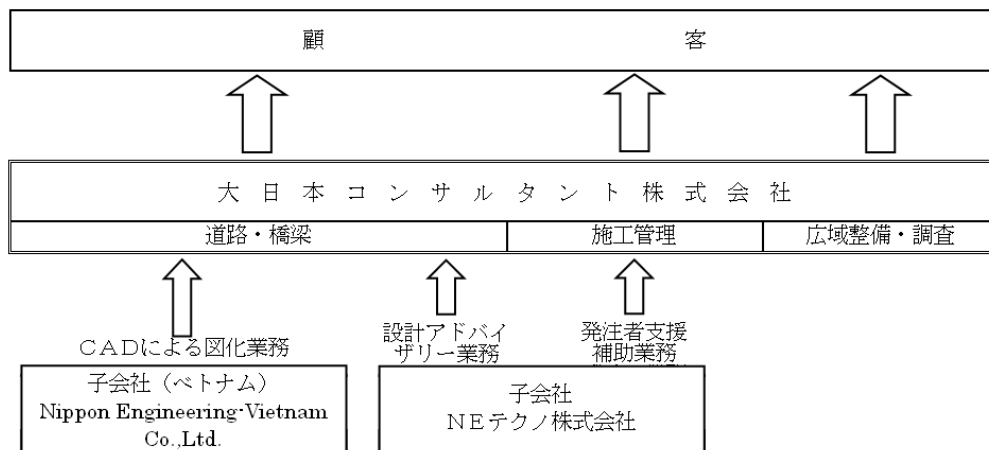 顧客
大日本コンサルタント株式会社
道路・橋梁
施工管理
広域整備・調査
CADによる図化業務
設計アドバイ
ザリー業務
発注者支援
補助業務
子会社（ベトナム）
Nippon Engineering-Vietnam
Co.,Ltd.
子会社
NEテクノ株式会社